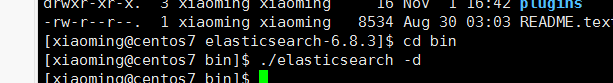 drwxr-xr-x. 3 xiaoming xiaoming 16 Nov 1 16:42 plugins
-rw-r--r--. 1 xiaoming xiaoming 8534 Aug 30 03:03 README.text
[xiaoming@centos7 elasticsearch-6.8.3]$ cd bin
[xiaoming@centos7 bin]$ ./elasticsearch -d
[xiaoming@centos7 bin]$